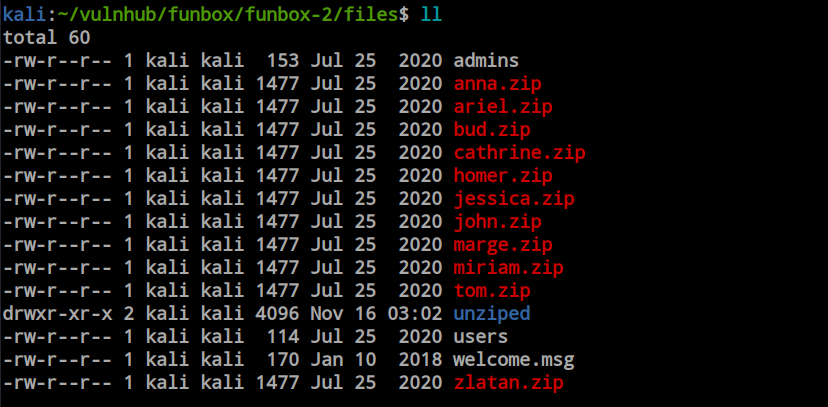 kali:~/vulnhub/funbox/funbox-2/files$ ll
total 60
-rw-r--r-- 1 kali kali  153 Jul 25  2020 admins
-rw-r--r-- 1 kali kali 1477 Jul 25  2020 anna.zip
-rw-r--r-- 1 kali kali 1477 Jul 25  2020 ariel.zip
-rw-r--r-- 1 kali kali 1477 Jul 25  2020 bud.zip
-rw-r--r-- 1 kali kali 1477 Jul 25  2020 cathrine.zip
-rw-r--r-- 1 kali kali 1477 Jul 25  2020 homer.zip
-rw-r--r-- 1 kali kali 1477 Jul 25  2020 jessica.zip
-rw-r--r-- 1 kali kali 1477 Jul 25  2020 john.zip
-rw-r--r-- 1 kali kali 1477 Jul 25  2020 marge.zip
-rw-r--r-- 1 kali kali 1477 Jul 25  2020 miriam.zip
-rw-r--r-- 1 kali kali 1477 Jul 25  2020 tom.zip
drwxr-xr-x 2 kali kali 4096 Nov 16 03:02 unziped
-rw-r--r-- 1 kali kali  114 Jul 25  2020 users
-rw-r--r-- 1 kali kali  170 Jan 10  2018 welcome.msg
-rw-r--r-- 1 kali kali 1477 Jul 25  2020 zlatan.zip